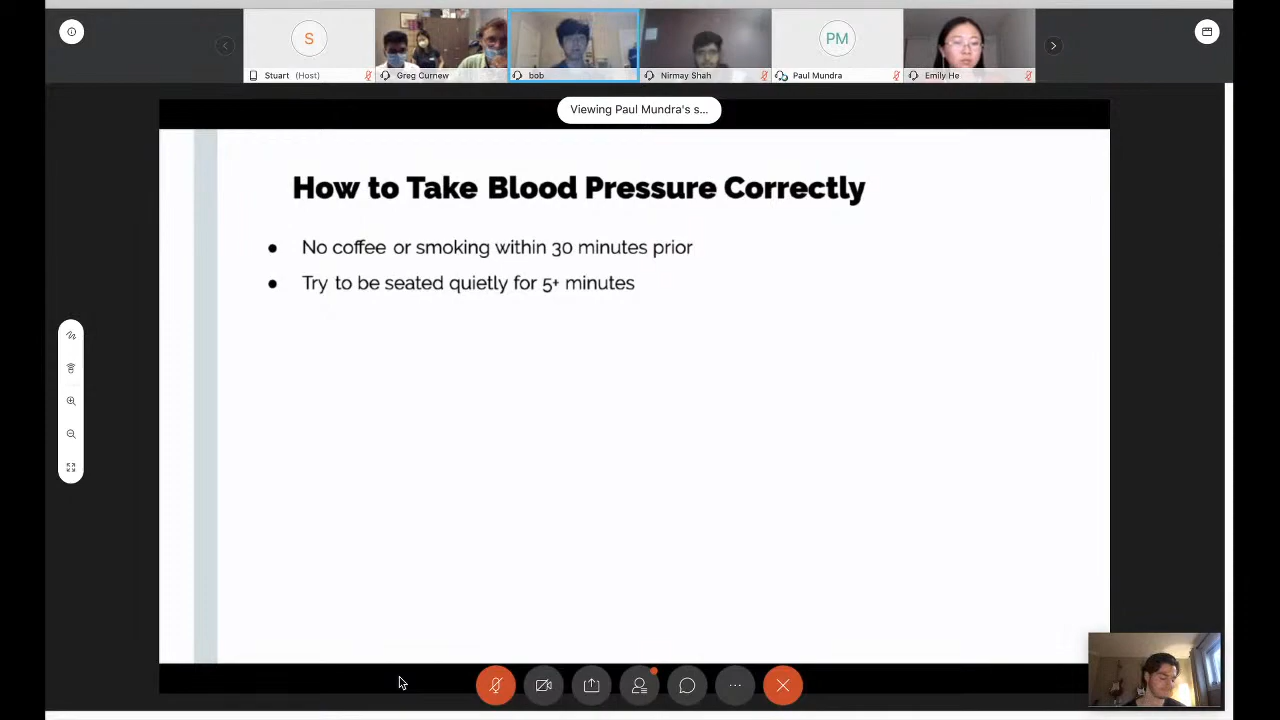 S
PM
Stuart (Host)
Greg Curnew
bob
Nirmay Shah
Paul Mundra
Emily He
Viewing Paul Mundra's s...
How to Take Blood Pressure Correctly
● No coffee or smoking within 30 minutes prior
● Try to be seated quietly for 5+ minutes